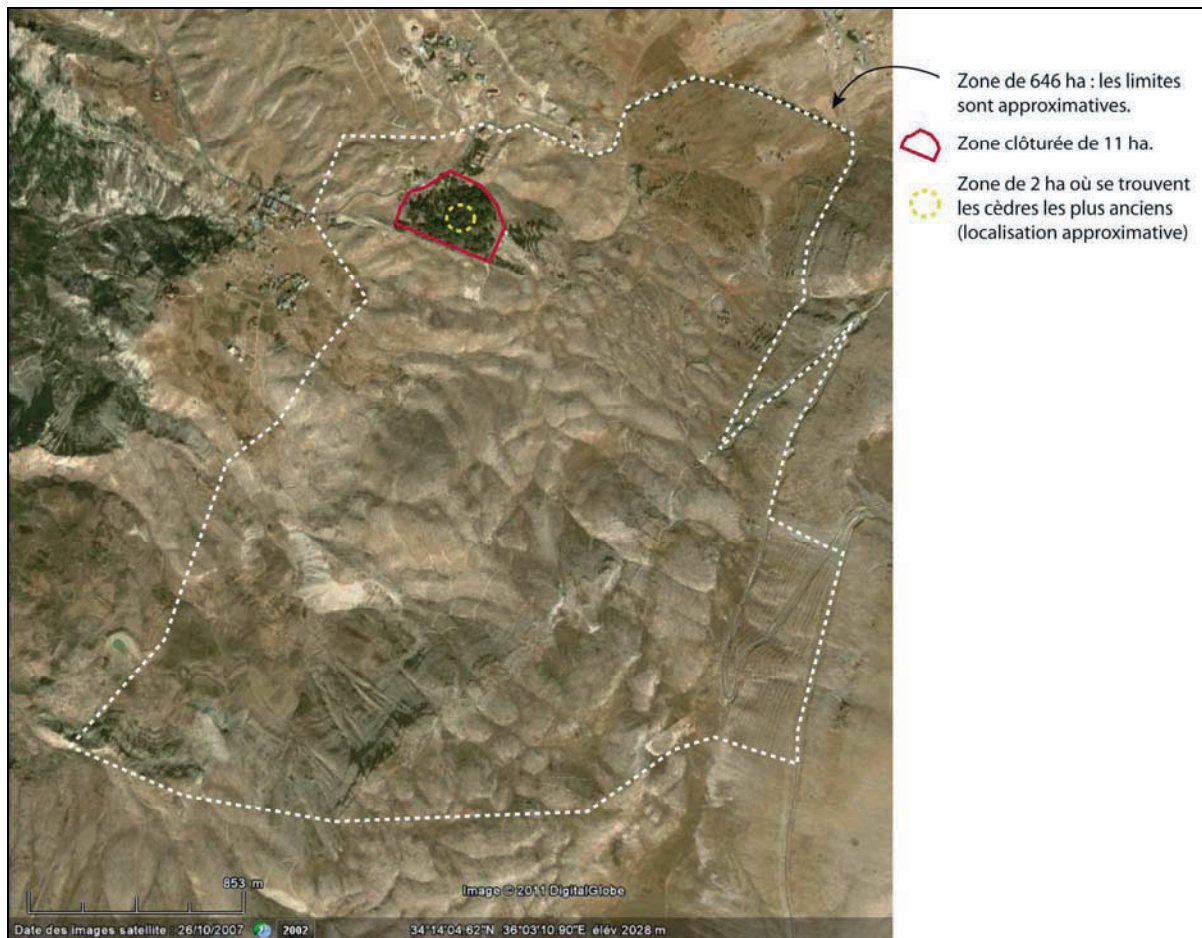 Zone de 646 ha : les limites
sont approximatives.
Zone clôturée de 11 ha.
Zone de 2 ha où se trouvent
les cèdres les plus anciens
(localisation approximative)
853 m
Image © 2011 DigitalGlobe
Date des images satellite : 26/10/2007 2002 34°14'04.62"N 36°03'10.90"E élév. 2028 m